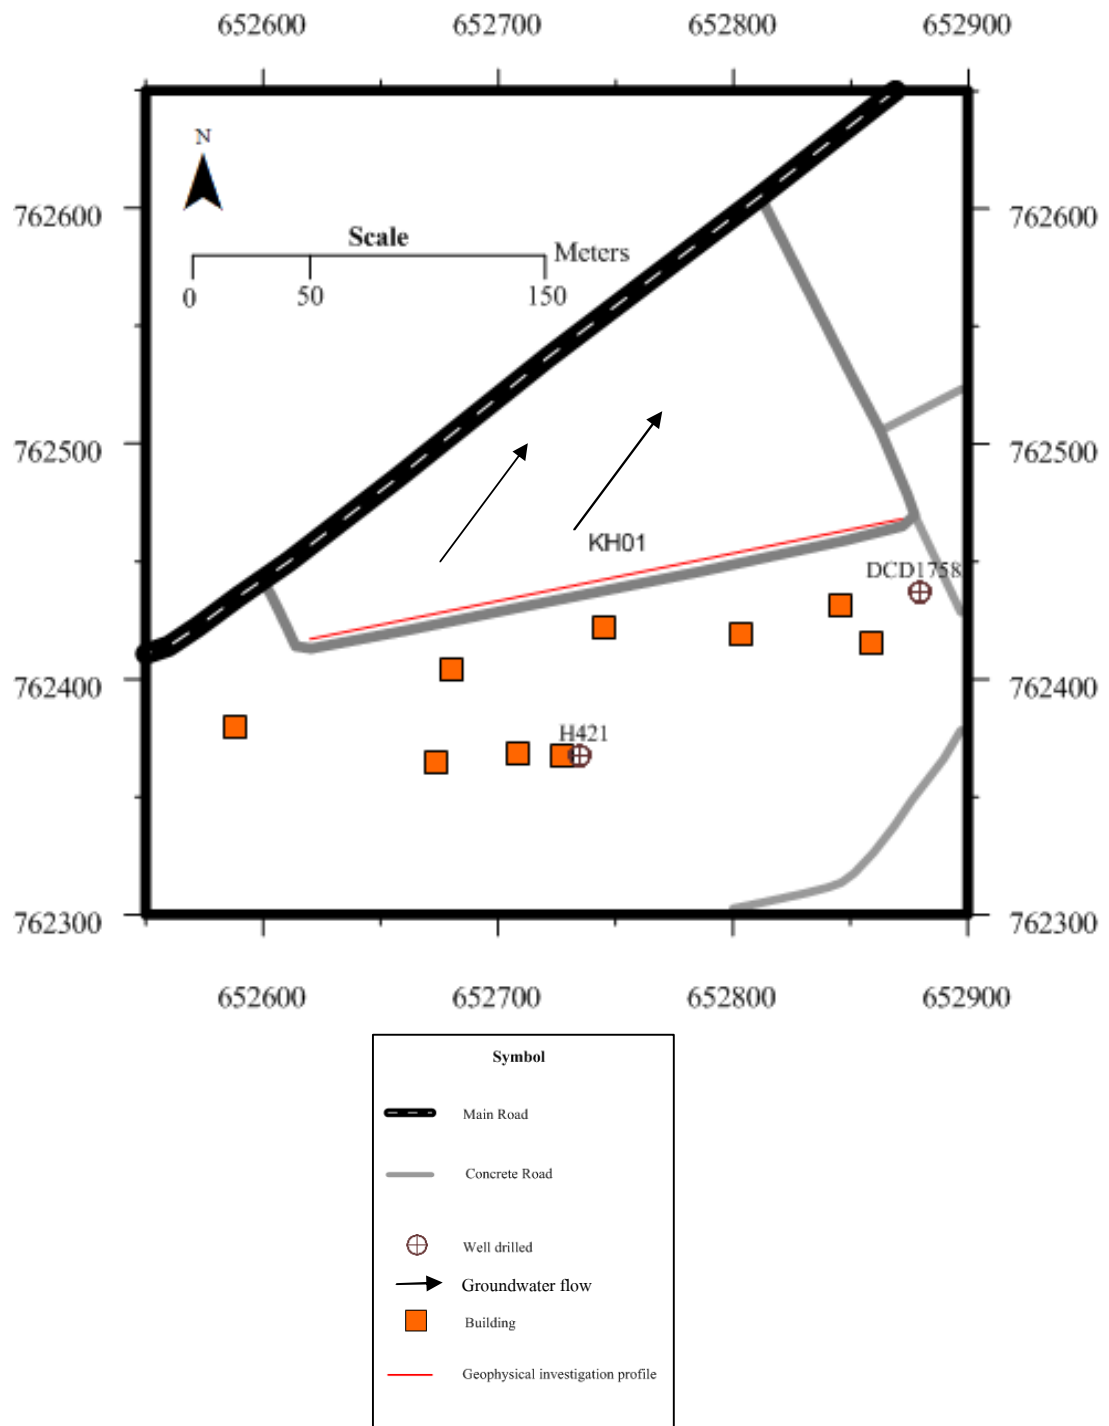 652600 652700 652800 652900
N
762600 762600
Scale
Meters
0 50 150
762500 762500
KH01
DCD1758
762400 762400
H421
762300 762300
652600 652700 652800 652900
Symbol
Main Road
Concrete Road
Well drilled
Groundwater flow
Building
Geophysical investigation profile